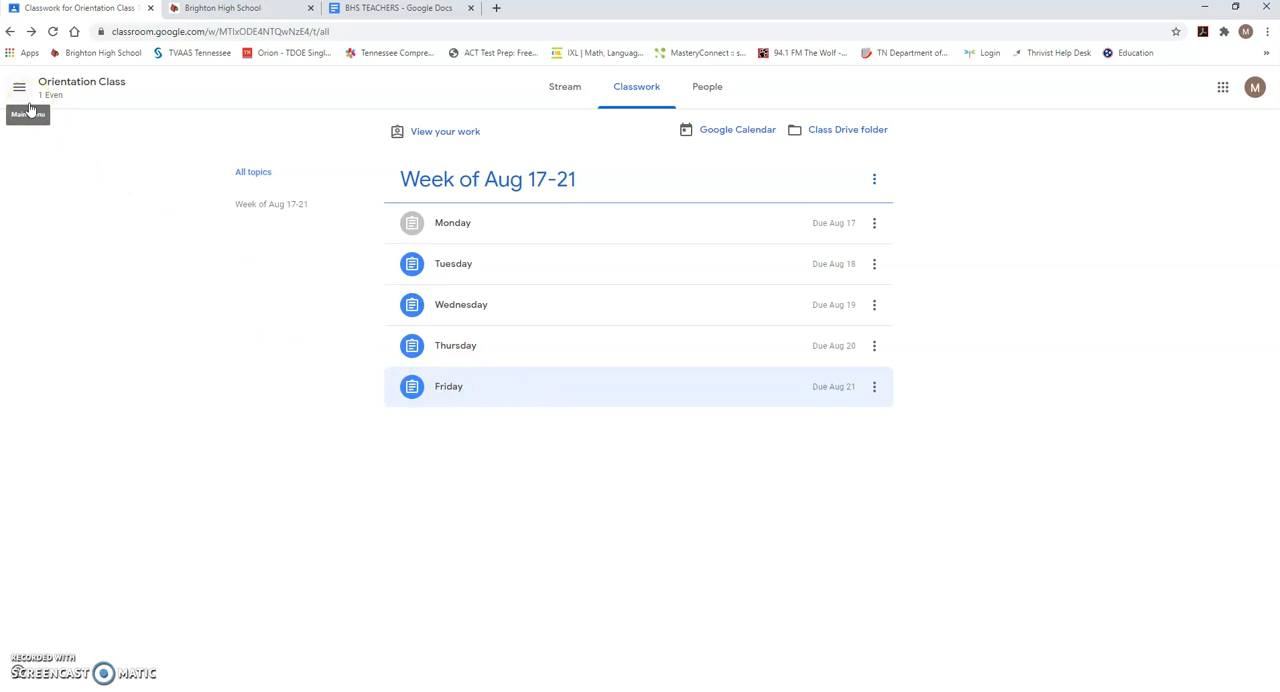 Classwork for Orientation Class
Brighton High School
BHS TEACHERS - Google Docs
classroom.google.com/w/MTIxODE4NTQwNzE4/t/all
M
Apps
Brighton High School
TVAAS Tennessee
Orion - TDOE Singl...
Tennessee Compre...
ACT Test Prep: Free...
IXL | Math, Languag...
MasteryConnect :: s...
94.1 FM The Wolf -...
TN Department of...
Login
Thrivist Help Desk
Education
»
Orientation Class
1 Even
Stream
Classwork
People
M
Main menu
View your work
Google Calendar
Class Drive folder
All topics
Week of Aug 17-21
Week of Aug 17-21
Monday
Due Aug 17
Tuesday
Due Aug 18
Wednesday
Due Aug 19
Thursday
Due Aug 20
Friday
Due Aug 21
RECORDED WITH
SCREENCAST MATIC